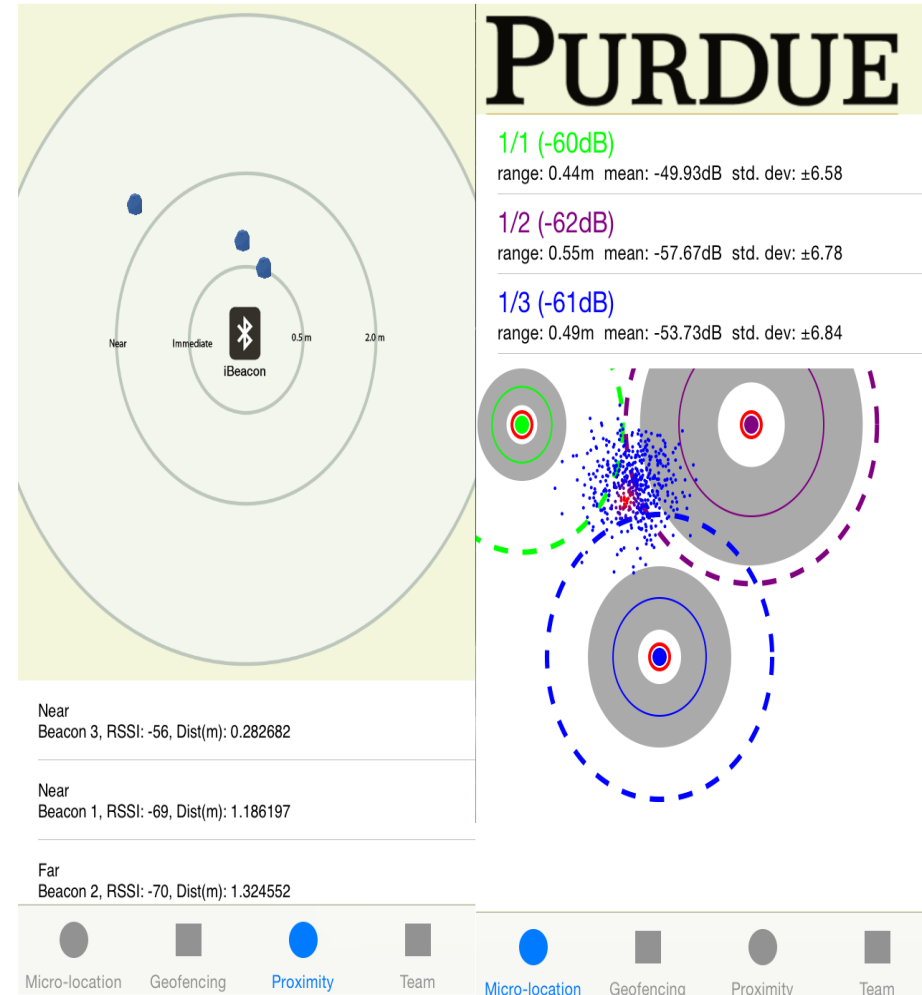 Near
Immediate
0.5 m
2.0 m
iBeacon
Near
Beacon 3, RSSI: -56, Dist(m): 0.282682
Near
Beacon 1, RSSI: -69, Dist(m): 1.186197
Far
Beacon 2, RSSI: -70, Dist(m): 1.324552
Micro-location
Geofencing
Proximity
Team
PURDUE
1/1 (-60dB)
range: 0.44m mean: -49.93dB std. dev: ±6.58
1/2 (-62dB)
range: 0.55m mean: -57.67dB std. dev: ±6.78
1/3 (-61dB)
range: 0.49m mean: -53.73dB std. dev: ±6.84
Micro-location
Geofencing
Proximity
Team